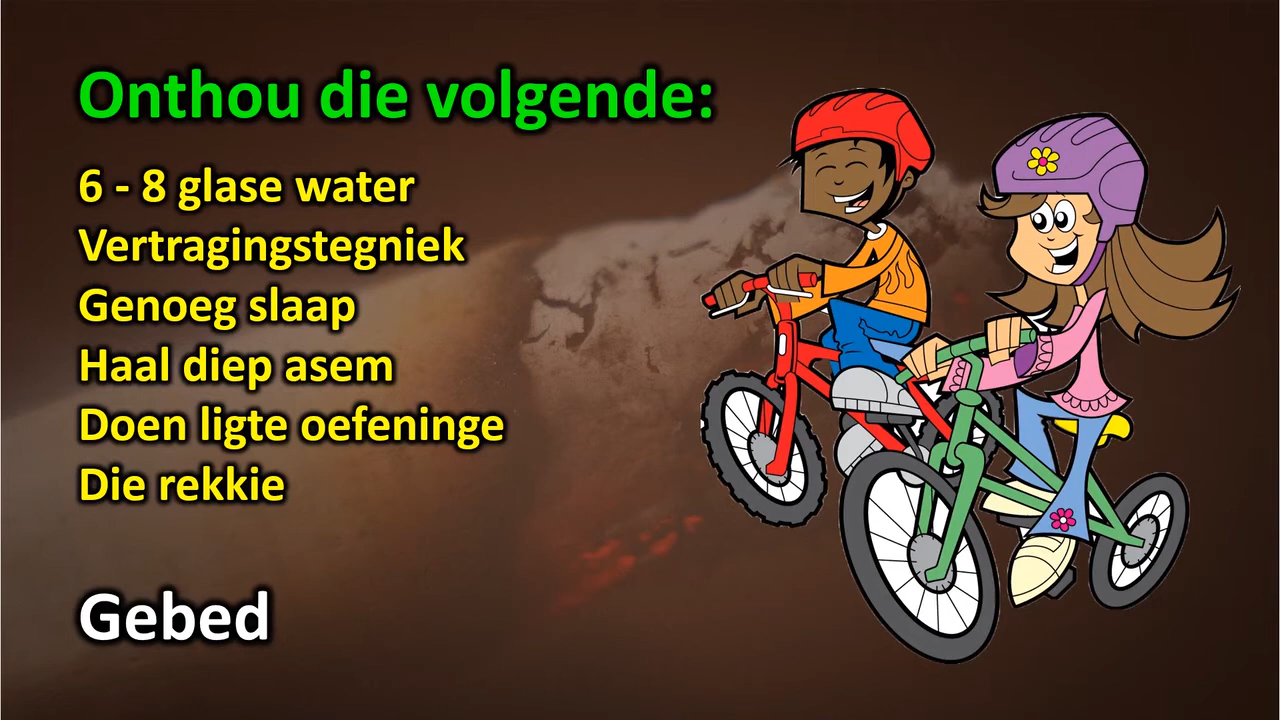 Onthou die volgende:
6 - 8 glase water
Vertragingstegniek
Genoeg slaap
Haal diep asem
Doen ligte oefeninge
Die rekkie
Gebed